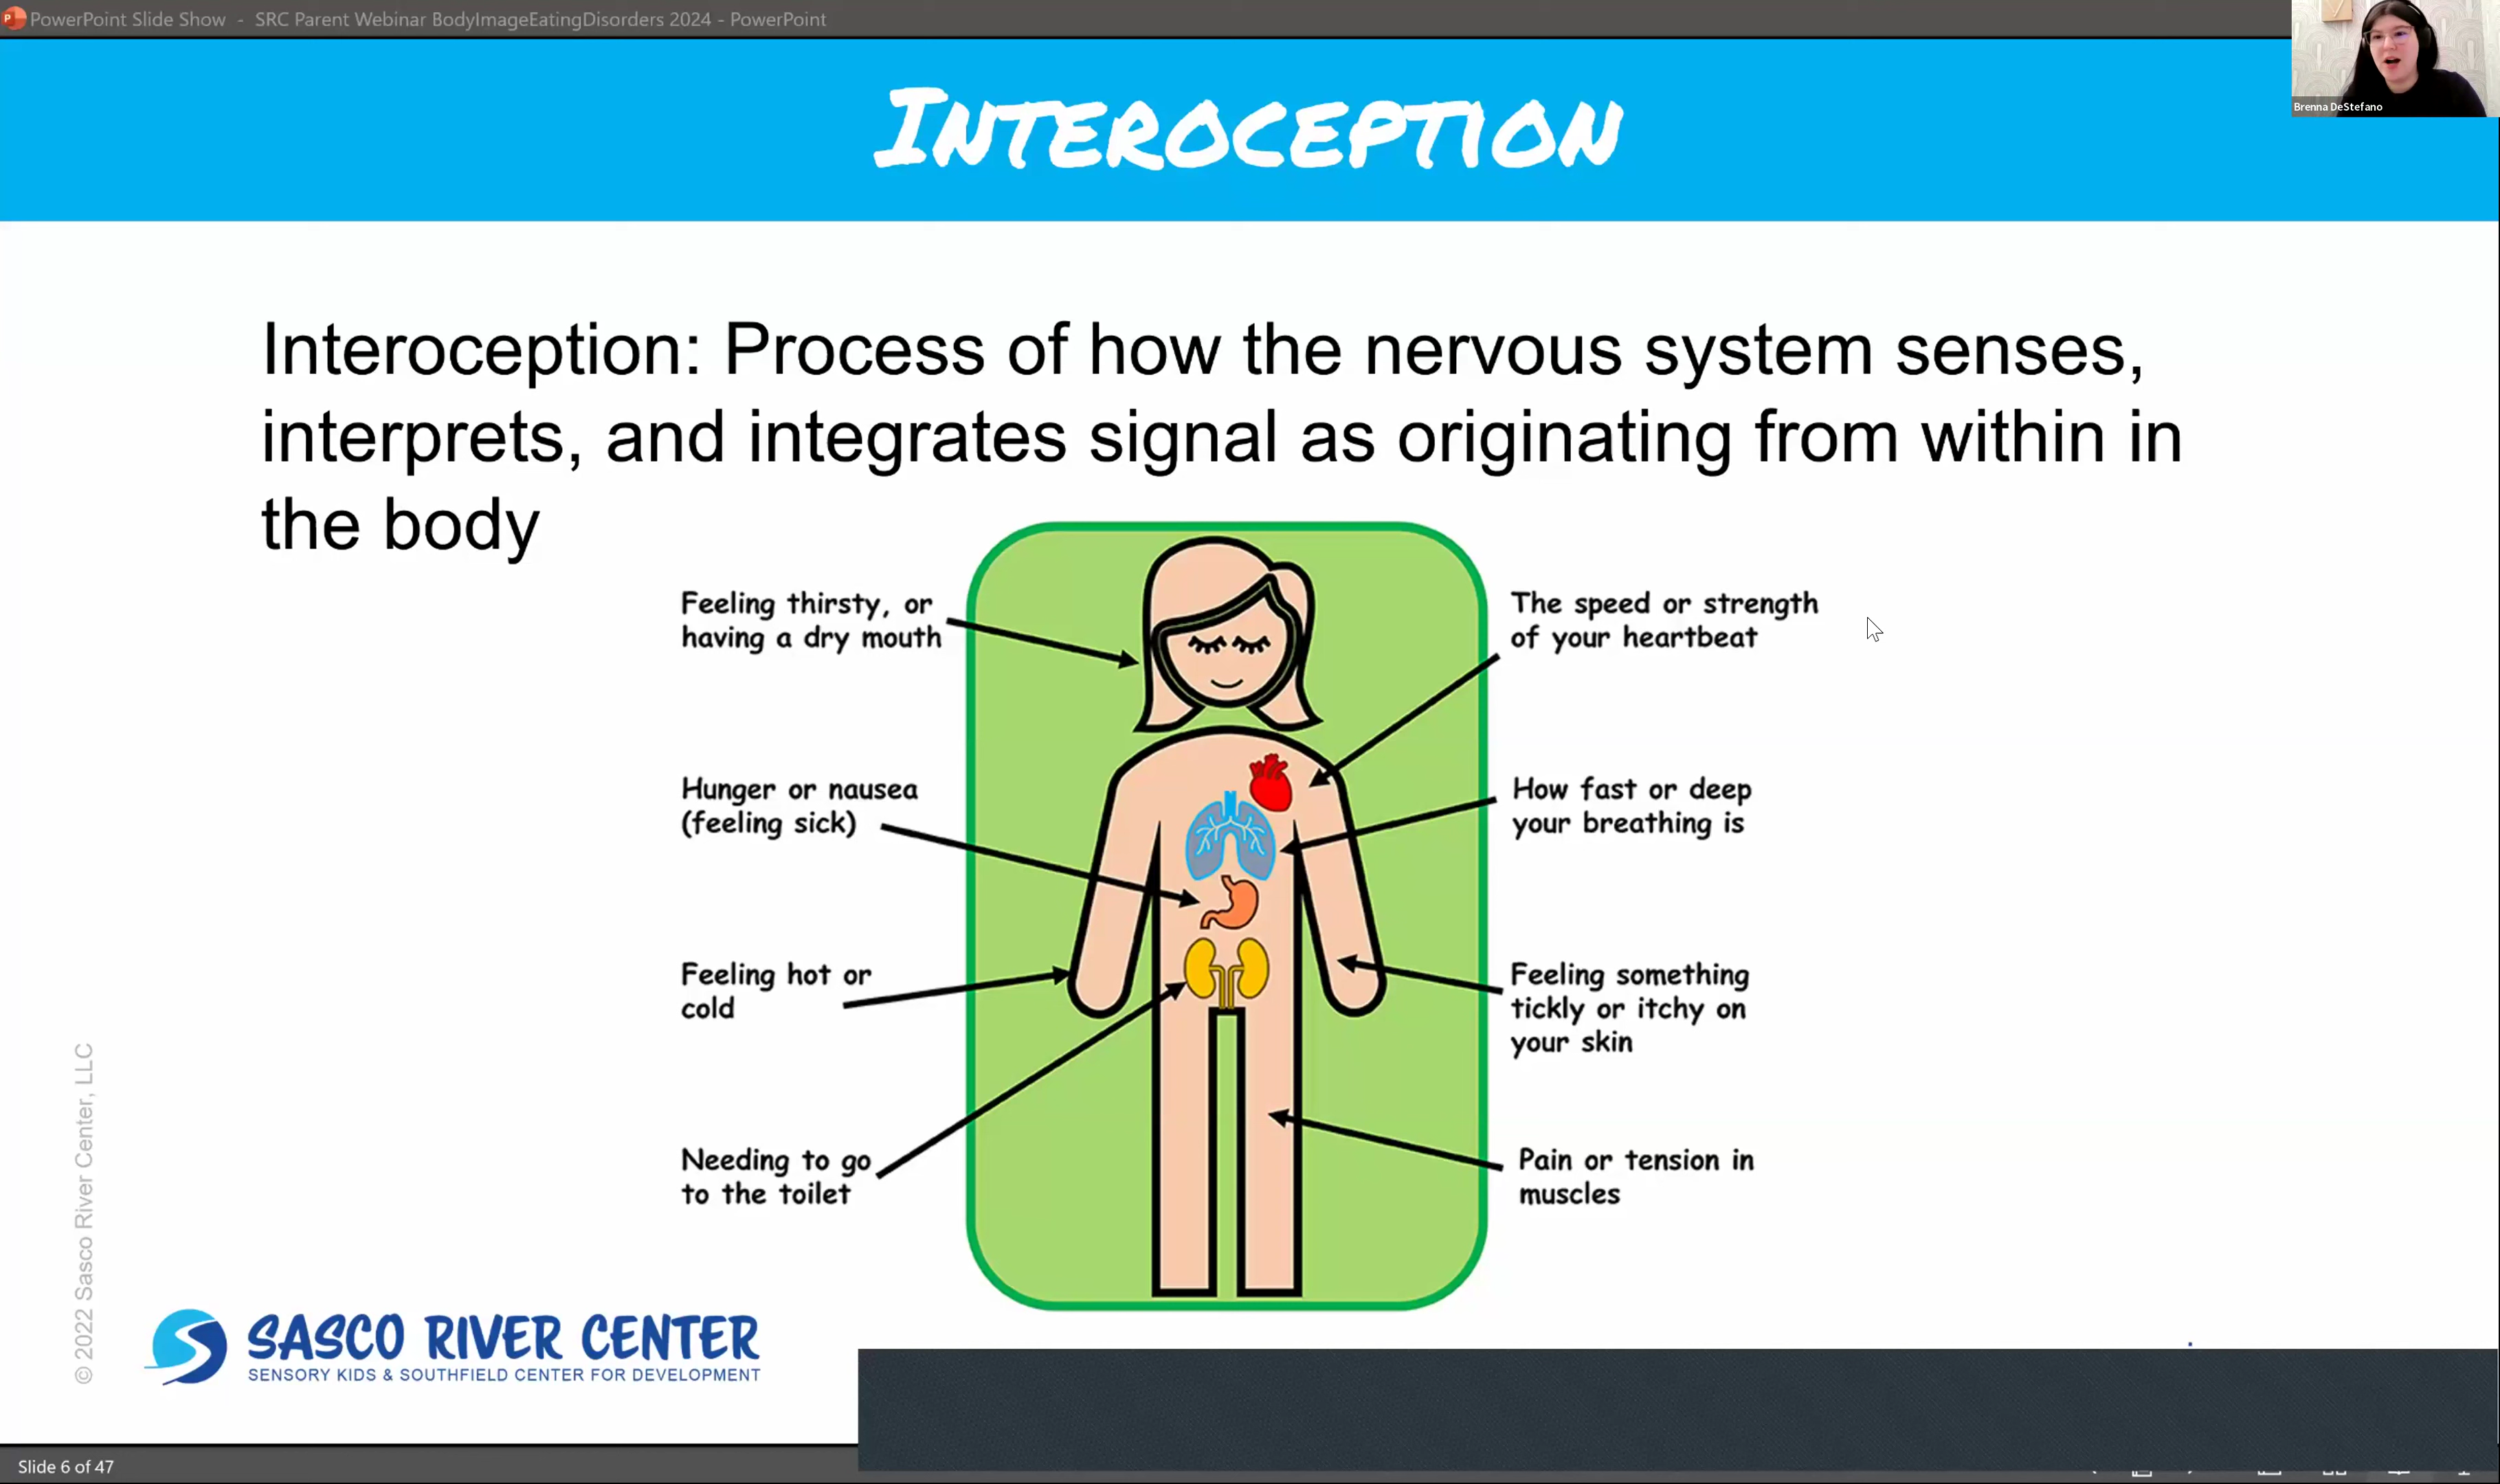 PowerPoint Slide Show - SRC Parent Webinar BodyImageEatingDisorders 2024 - PowerPoint
Brenna DeStefano
INTEROCEPTION
Interoception: Process of how the nervous system senses,
interprets, and integrates signal as originating from within in
the body
Feeling thirsty, or
having a dry mouth
The speed or strength
of your heartbeat
Hunger or nausea
(feeling sick)
How fast or deep
your breathing is
Feeling hot or
cold
Feeling something
tickly or itchy on
your skin
Needing to go
to the toilet
Pain or tension in
muscles
© 2022 Sasco River Center, LLC
SASCO RIVER CENTER
SENSORY KIDS & SOUTHFIELD CENTER FOR DEVELOPMENT
Slide 6 of 47